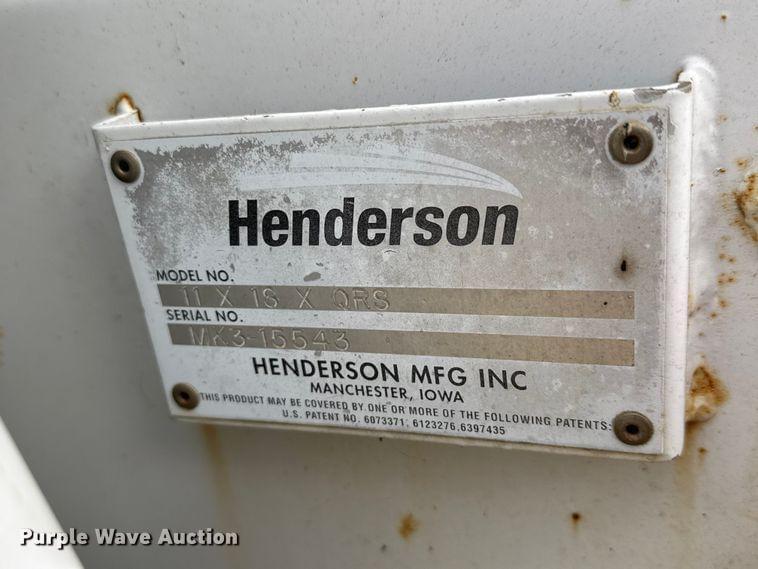 Henderson
MODEL NO.
11 X 1S X QRS
SERIAL NO.
MK3-15543
HENDERSON MFG INC
MANCHESTER, IOWA
THIS PRODUCT MAY BE COVERED BY ONE OR MORE OF THE FOLLOWING PATENTS:
U.S. PATENT NO. 6073371, 6123276,6397435
Purple Wave Auction